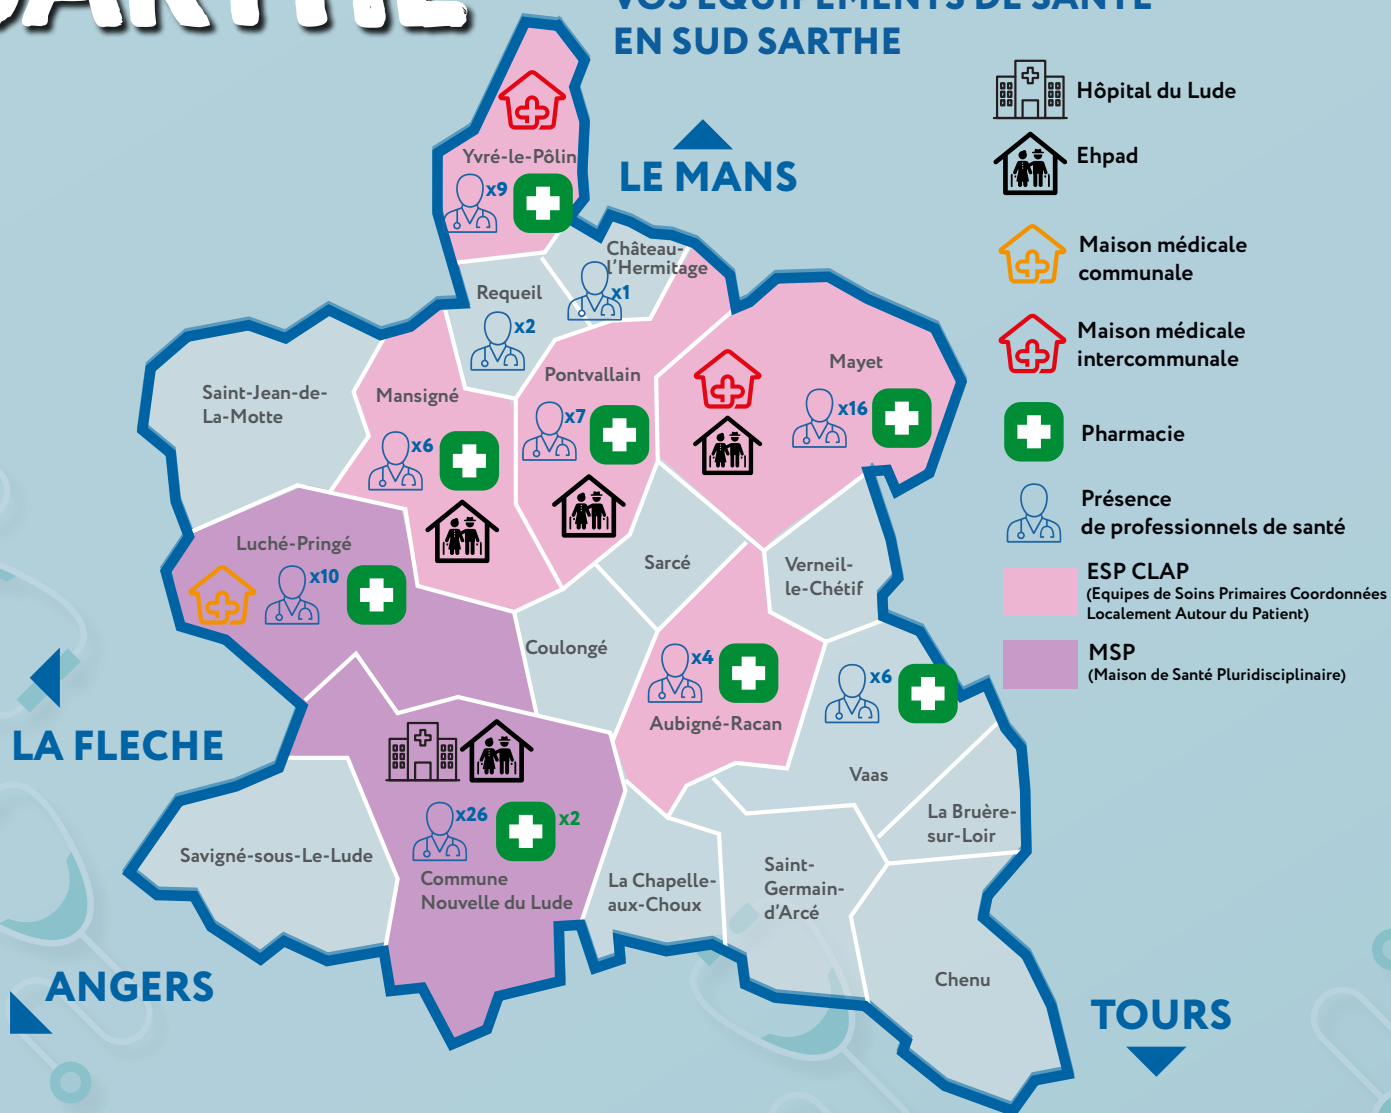 SARTHE
VOS EQUIPEMENTS DE SANTE
EN SUD SARTHE
Hôpital du Lude
Ehpad
Maison médicale
communale
Maison médicale
intercommunale
Pharmacie
Présence
de professionnels de santé
ESP CLAP
(Equipes de Soins Primaires Coordonnées
Localement Autour du Patient)
MSP
(Maison de Santé Pluridisciplinaire)
LE MANS
Yvré-le-Pôlin
x9
Château-
l'Hermitage
x1
Requeil
x2
Saint-Jean-de-
La-Motte
Mansigné
x6
Pontvallain
x7
Mayet
x16
Luché-Pringé
x10
Sarcé
Verneil-
le-Chétif
Coulongé
x4
Aubigné-Racan
x6
Vaas
LA FLECHE
La Bruère-
sur-Loir
x26
x2
Commune
Nouvelle du Lude
Savigné-sous-Le-Lude
La Chapelle-
aux-Choux
Saint-
Germain-
d'Arcé
Chenu
ANGERS
TOURS